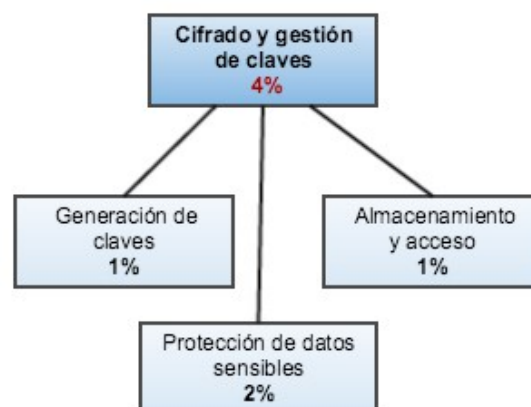 Cifrado y gestión
de claves
4%
Generación de
claves
1%
Almacenamiento
y acceso
1%
Protección de datos
sensibles
2%